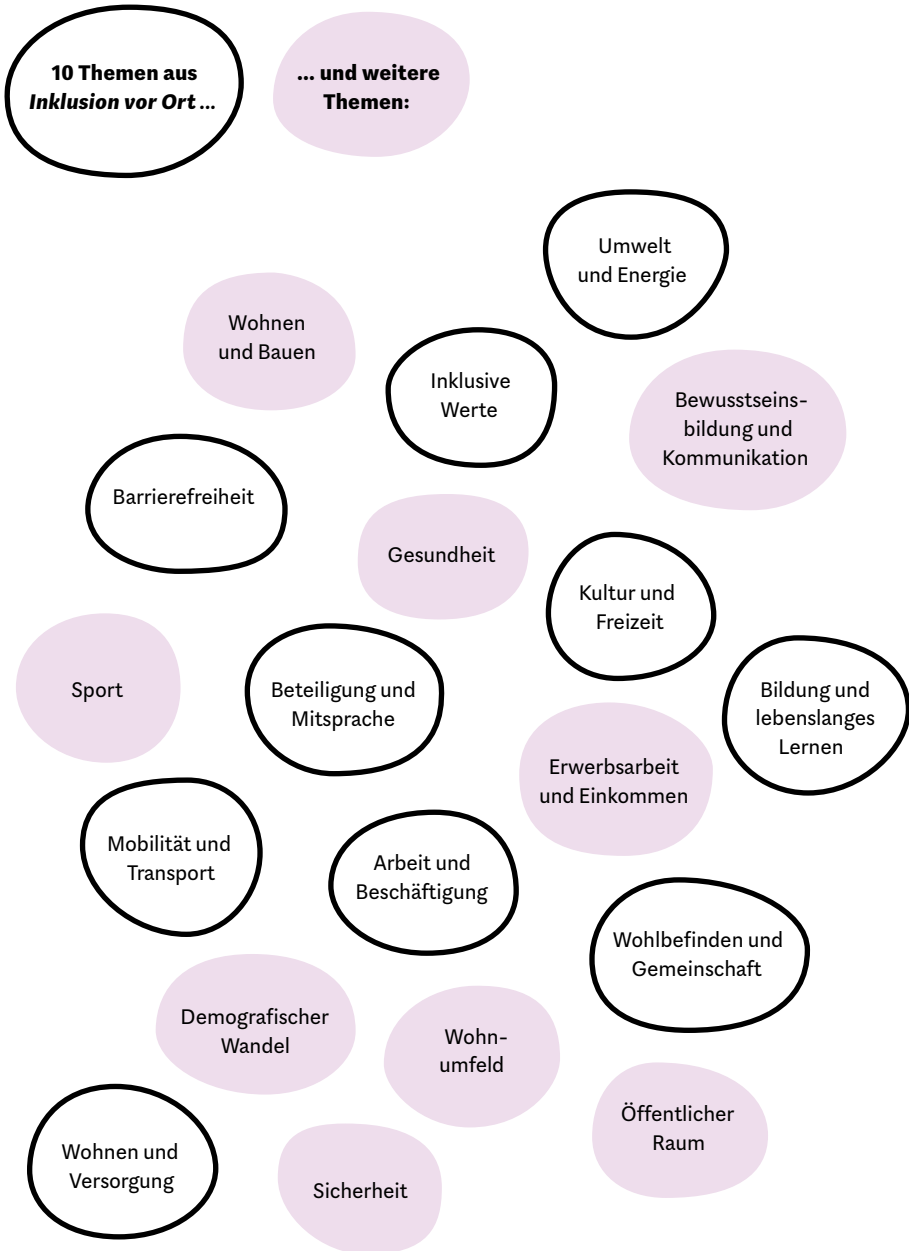 10 Themen aus
Inklusion vor Ort ...
... und weitere
Themen:
Umwelt
und Energie
Wohnen
und Bauen
Inklusive
Werte
Bewusstseins-
bildung und
Kommunikation
Barrierefreiheit
Gesundheit
Kultur und
Freizeit
Sport
Beteiligung und
Mitsprache
Bildung und
lebenslanges
Lernen
Erwerbsarbeit
und Einkommen
Mobilität und
Transport
Arbeit und
Beschäftigung
Wohlbefinden und
Gemeinschaft
Demografischer
Wandel
Wohn-
umfeld
Öffentlicher
Raum
Wohnen und
Versorgung
Sicherheit